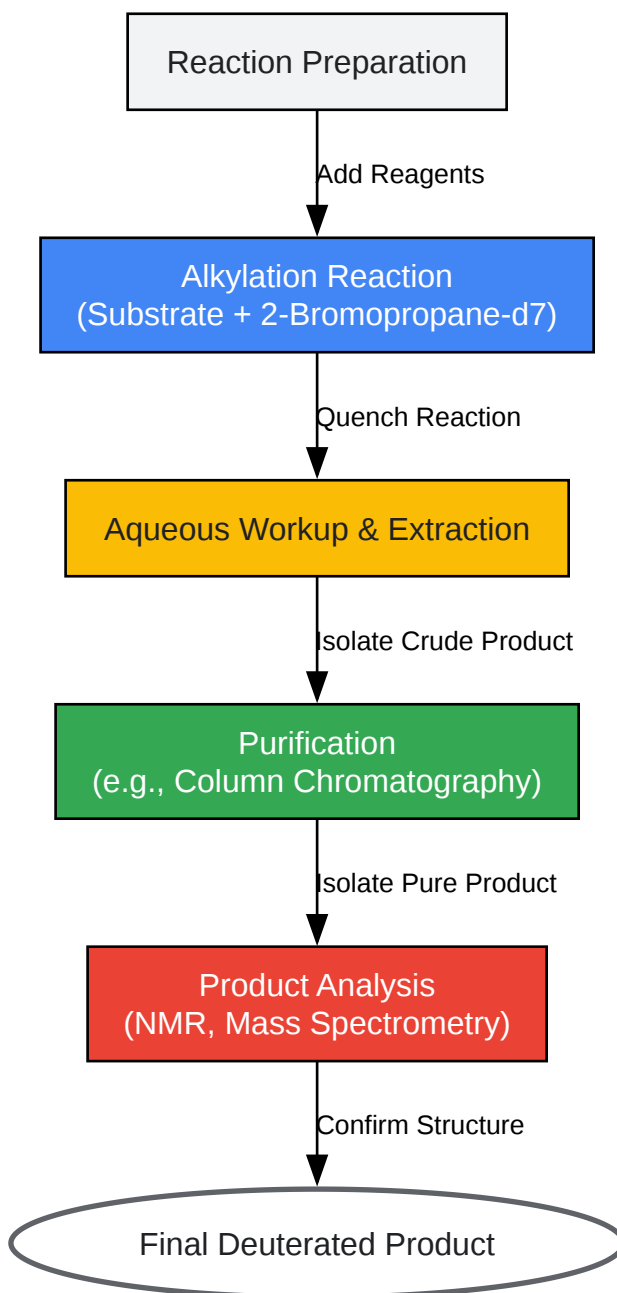 Reaction Preparation
Add Reagents
Alkylation Reaction
(Substrate + 2-Bromopropane-d7)
Quench Reaction
Aqueous Workup & Extraction
Isolate Crude Product
Purification
(e.g., Column Chromatography)
Isolate Pure Product
Product Analysis
(NMR, Mass Spectrometry)
Confirm Structure
Final Deuterated Product